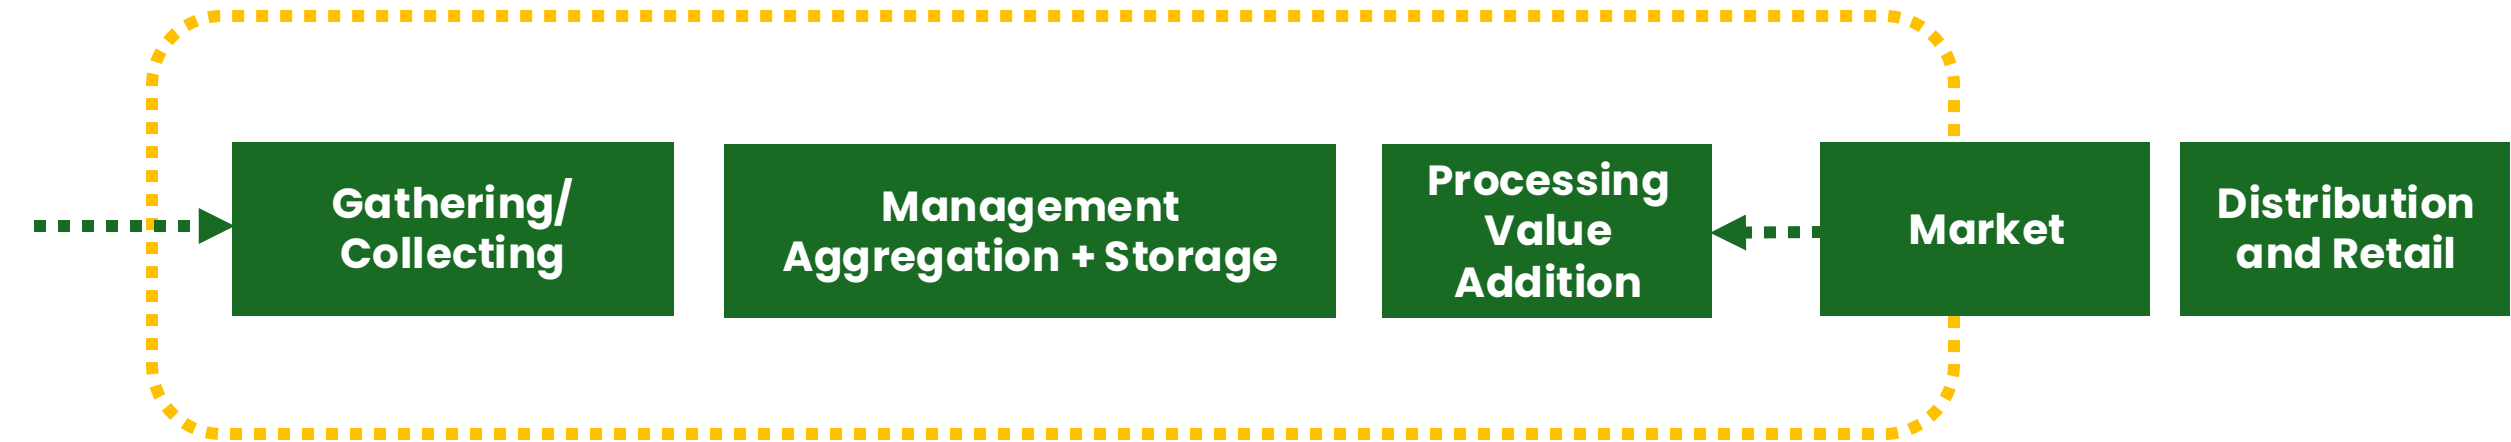 Gathering/
Collecting
Management
Aggregation + Storage
Processing
Value
Addition
Market
Distribution
and Retail